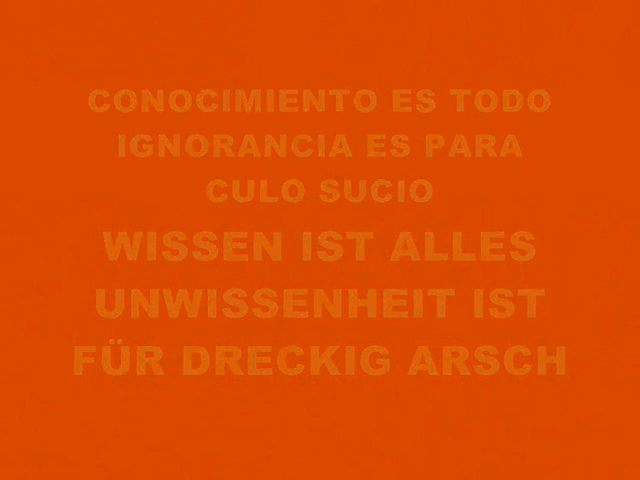 CONOCIMIENTO ES TODO
IGNORANCIA ES PARA
CULO SUCIO
WISSEN IST ALLES
UNWISSENHEIT IST
FÜR DRECKIG ARSCH